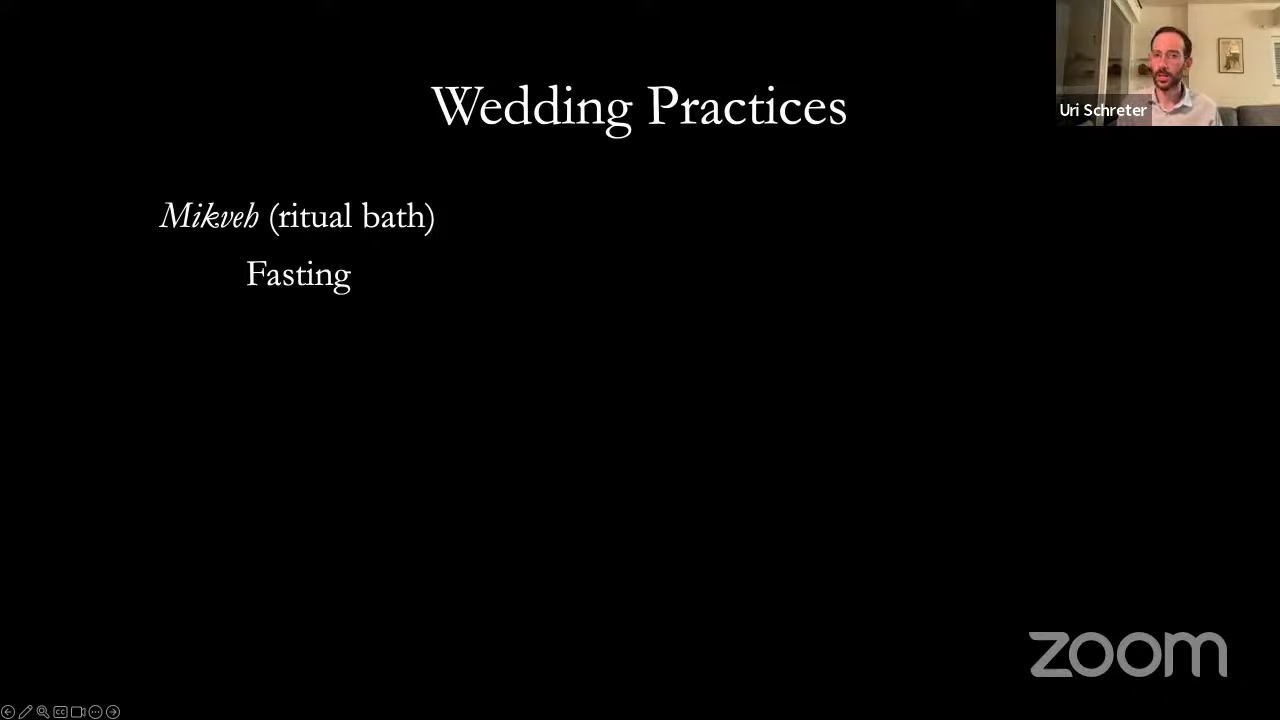 Wedding Practices
Uri Schreter
Mikveh (ritual bath)
Fasting
zoom